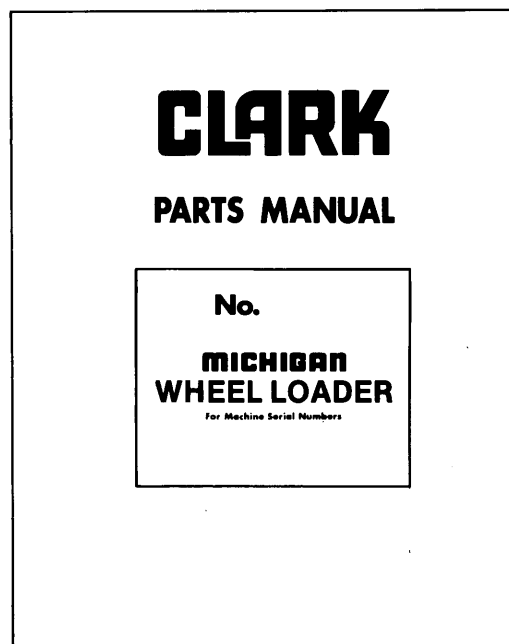 CLARK
PARTS MANUAL
No.
MICHIGAN
WHEEL LOADER
For Machine Serial Numbers